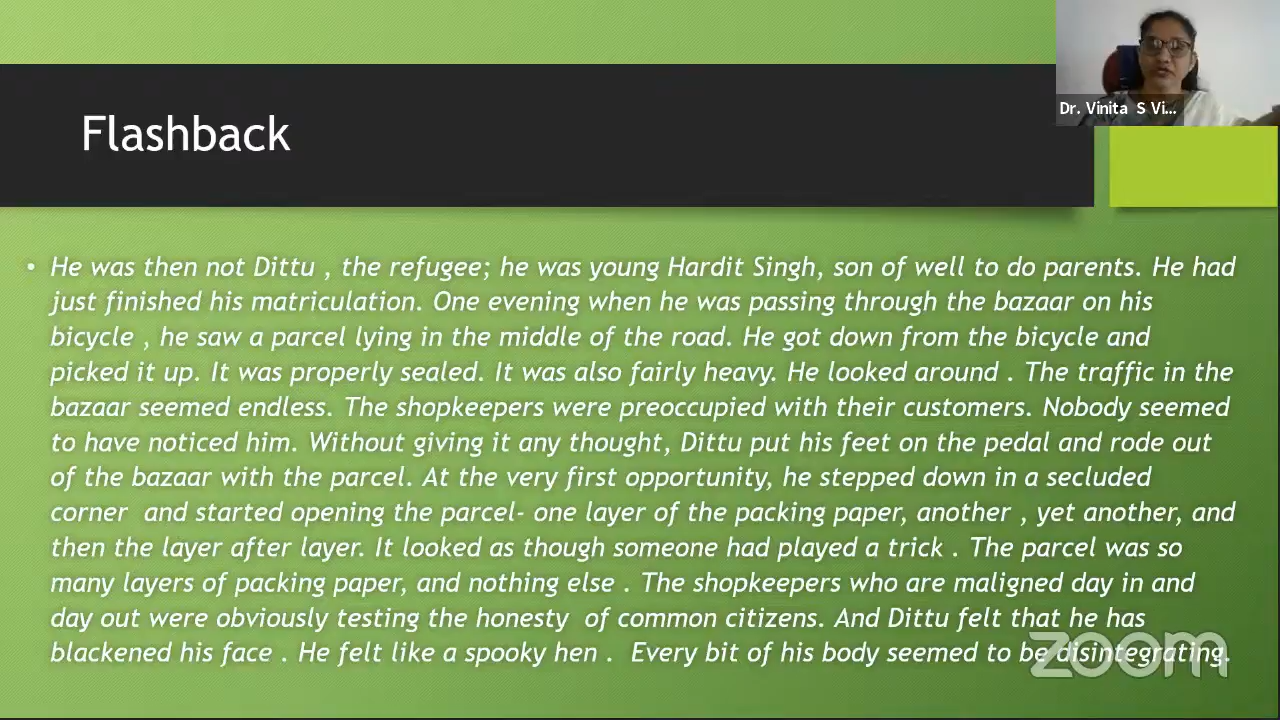 Dr. Vinita S Vi...
Flashback
• He was then not Dittu , the refugee; he was young Hardit Singh, son of well to do parents. He had
just finished his matriculation. One evening when he was passing through the bazaar on his
bicycle , he saw a parcel lying in the middle of the road. He got down from the bicycle and
picked it up. It was properly sealed. It was also fairly heavy. He looked around . The traffic in the
bazaar seemed endless. The shopkeepers were preoccupied with their customers. Nobody seemed
to have noticed him. Without giving it any thought, Dittu put his feet on the pedal and rode out
of the bazaar with the parcel. At the very first opportunity, he stepped down in a secluded
corner  and started opening the parcel- one layer of the packing paper, another , yet another, and
then the layer after layer. It looked as though someone had played a trick . The parcel was so
many layers of packing paper, and nothing else . The shopkeepers who are maligned day in and
day out were obviously testing the honesty  of common citizens. And Dittu felt that he has
blackened his face . He felt like a spooky hen .  Every bit of his body seemed to be disintegrating.
zoom